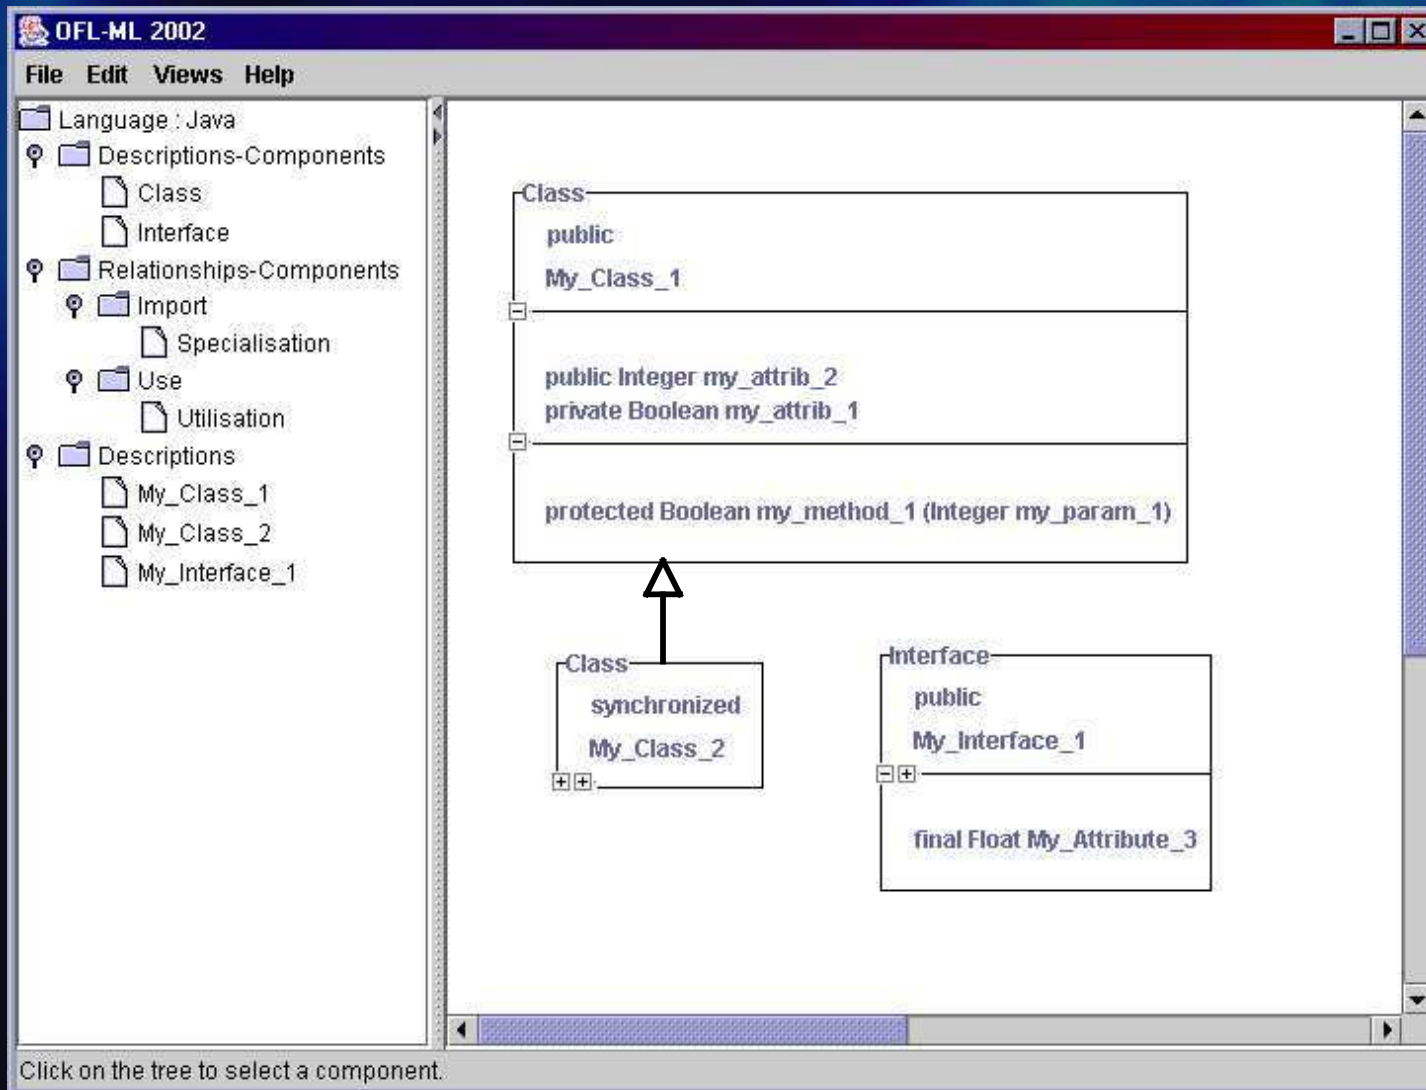 OFL-ML 2002
File Edit Views Help
Language : Java
Descriptions-Components
Class
Interface
Relationships-Components
Import
Specialisation
Use
Utilisation
Descriptions
My_Class_1
My_Class_2
My_Interface_1
Class
public
My_Class_1
public Integer my_attrib_2
private Boolean my_attrib_1
protected Boolean my_method_1 (Integer my_param_1)
Class
synchronized
My_Class_2
Interface
public
My_Interface_1
final Float My_Attribute_3
Click on the tree to select a component.